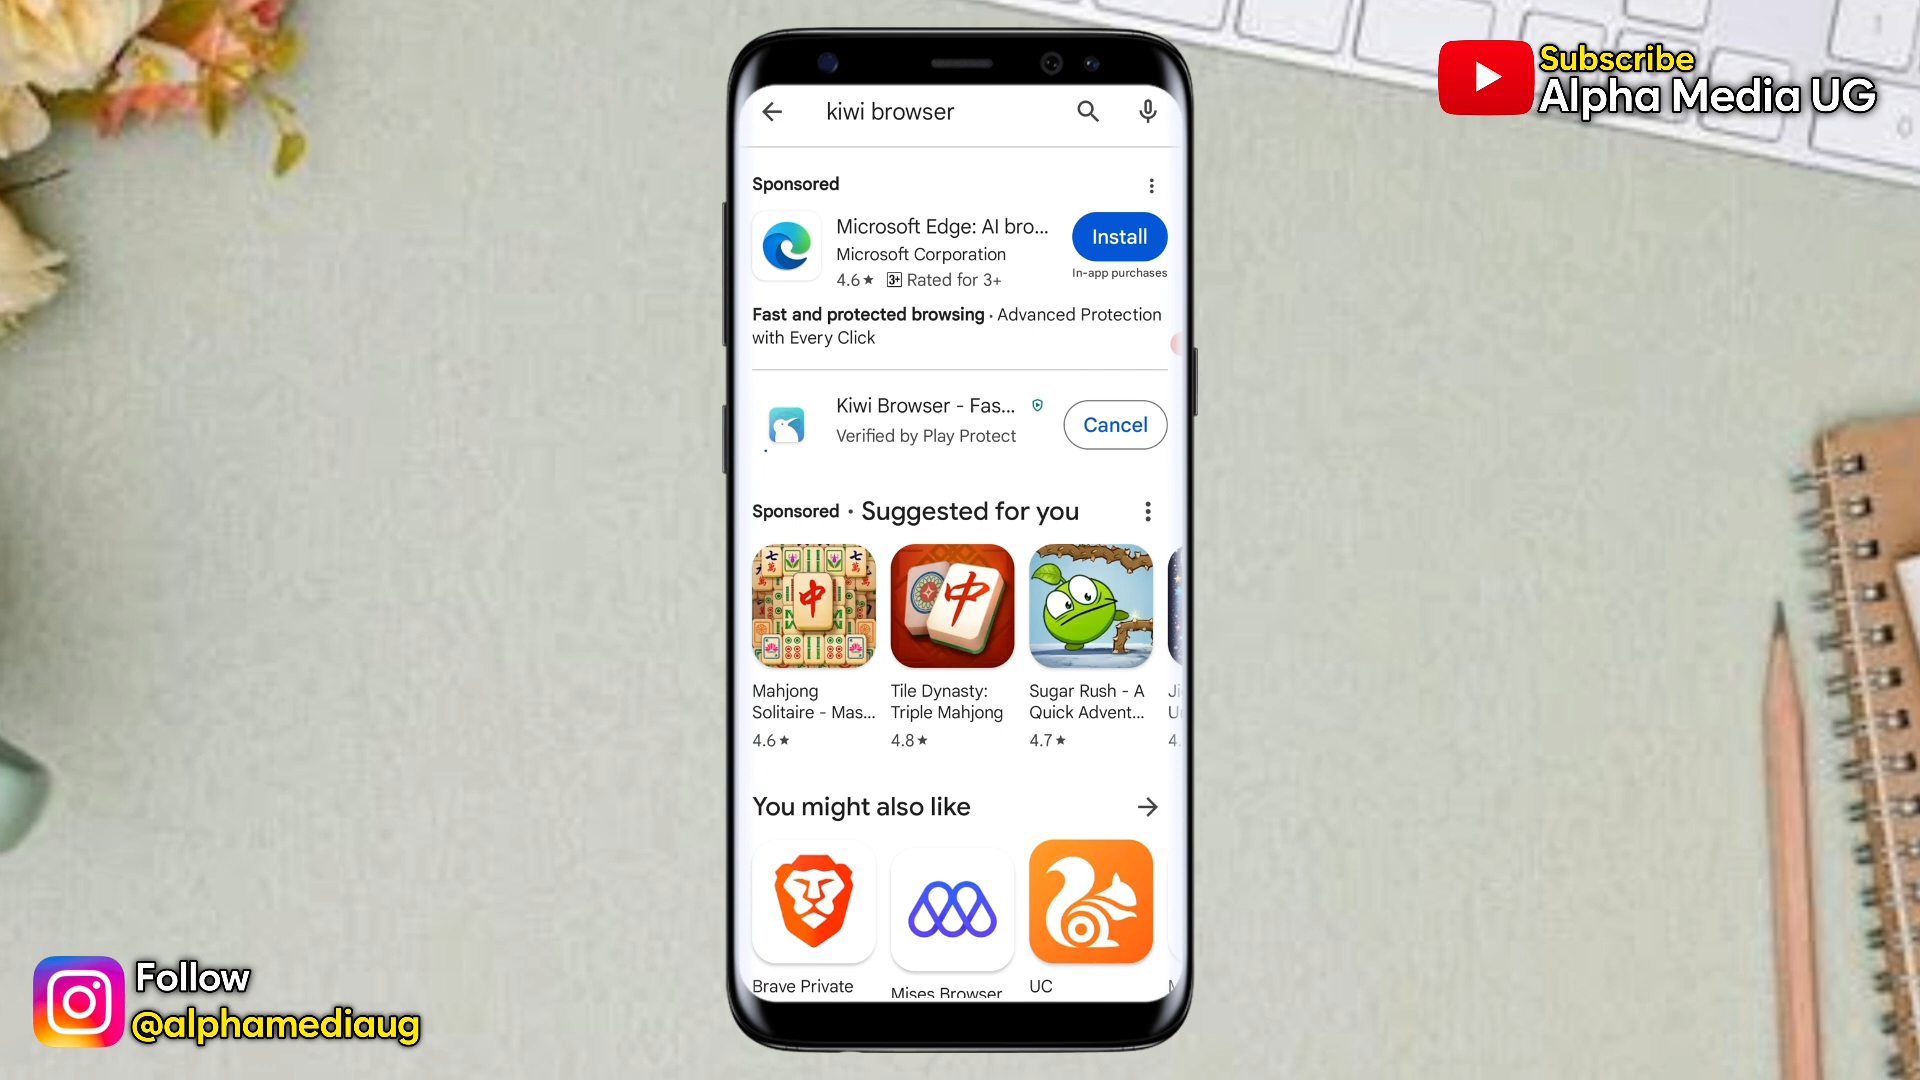 Subscribe
Alpha Media UG
kiwi browser
Sponsored
Microsoft Edge: AI bro...
Microsoft Corporation
4.6★ 3+ Rated for 3+
Install
In-app purchases
Fast and protected browsing · Advanced Protection
with Every Click
Kiwi Browser - Fas...
Verified by Play Protect
Cancel
Sponsored · Suggested for you
Mahjong
Solitaire - Mas...
4.6★
Tile Dynasty:
Triple Mahjong
4.8★
Sugar Rush - A
Quick Advent...
4.7★
4.
You might also like
Brave Private
Mises Browser
UC
Follow
@alphamediaug